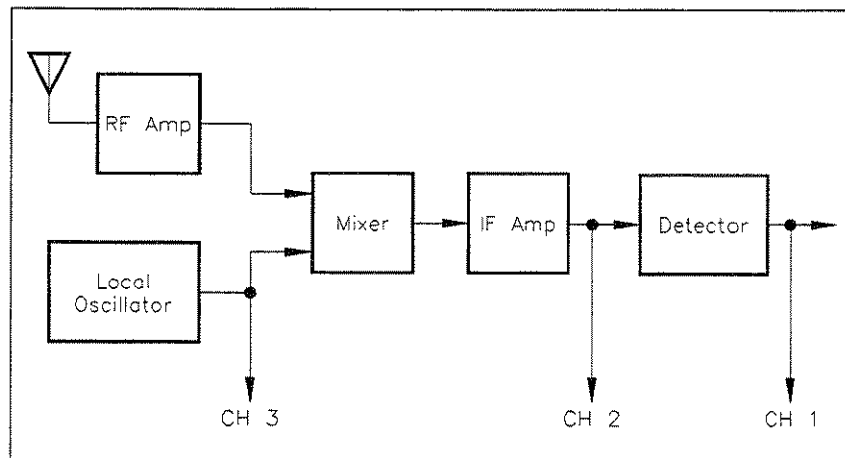 RF Amp
Mixer
IF Amp
Detector
Local
Oscillator
CH 3
CH 2
CH 1